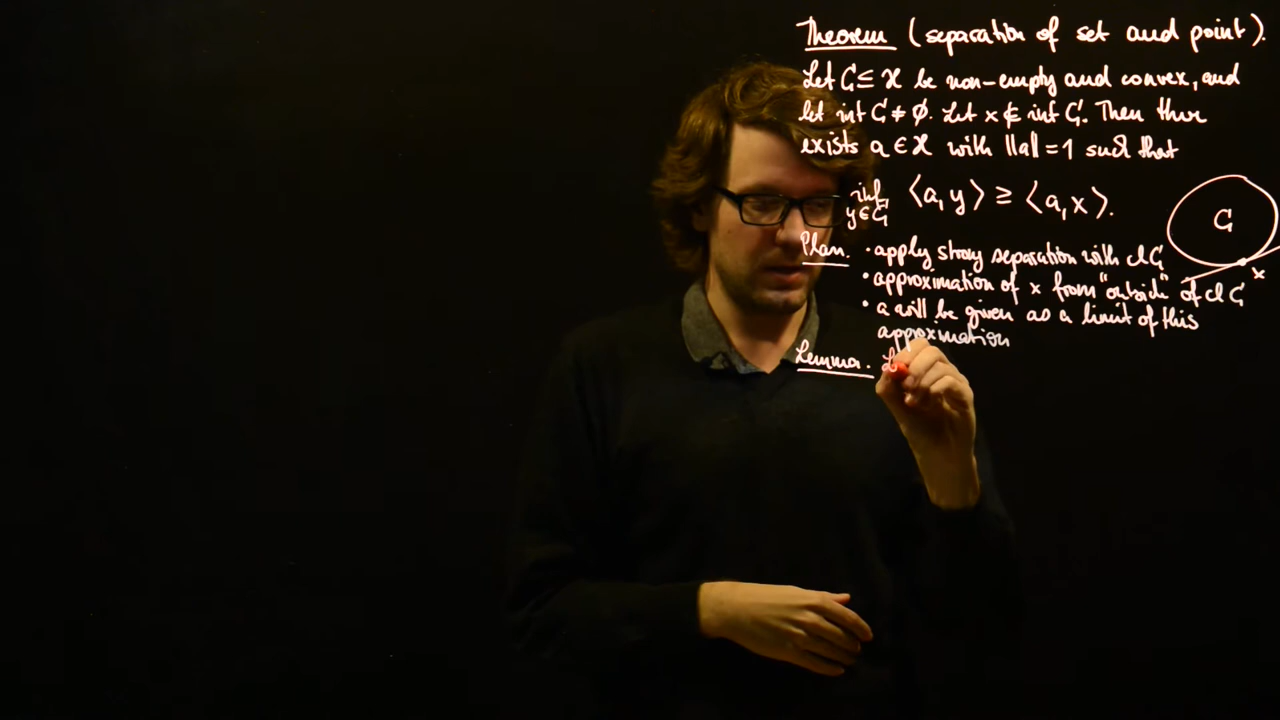 Theorem (separation of set and point).
Let C ⊆ X be non-empty and convex, and
let int C ≠ ∅. Let x ∉ int C. Then there
exists a ∈ X with ||a||=1 such that
inf y∈C ⟨a,y⟩ ≥ ⟨a,x⟩.
C
x
Plan. • apply strong separation with cl C
• approximation of x from "outside" of cl C
• a will be given as a limit of this
approximation
Lemma.